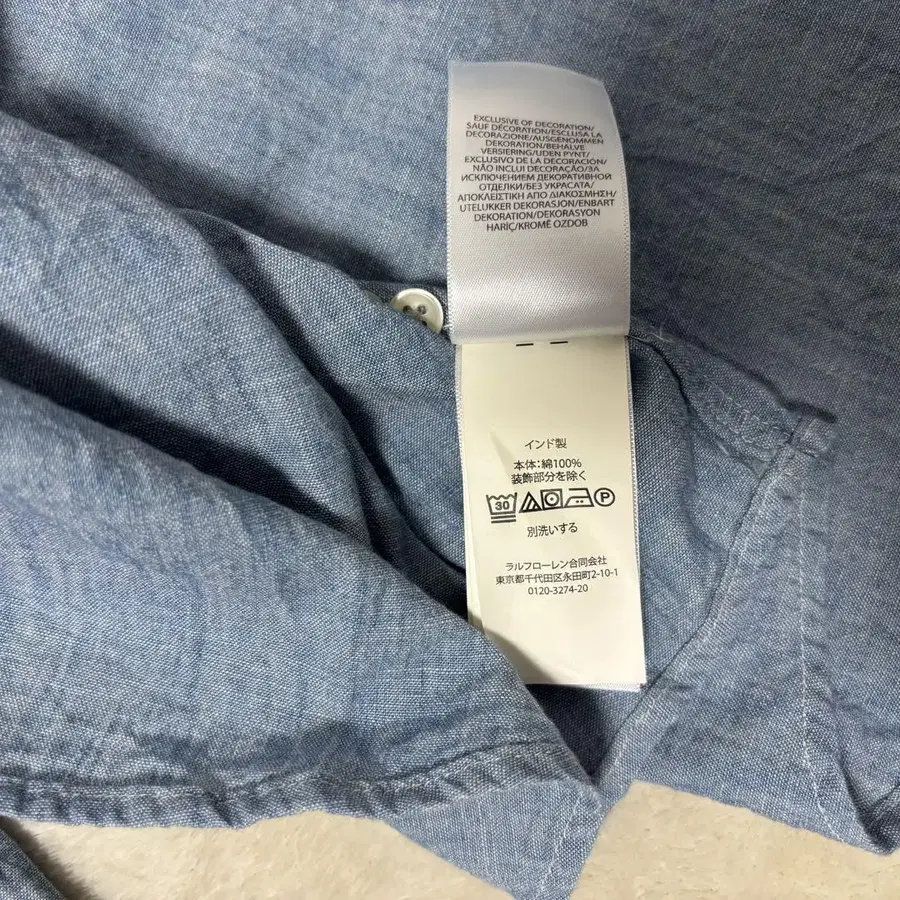 EXCLUSIVE OF DECORATION/
SAUF DÉCORATION/ESCLUSA LA
DECORAZIONE/AUSGENOMMEN
DEKORATION/BEHALVE
VERSIERING/UDEN PYNT/
EXCLUSIVO DE LA DECORACIÓN/
NÃO INCLUI DECORAÇÃO/ЗА
ИСКЛЮЧЕНИЕМ ДЕКОРАТИВНОЙ
ОТДЕЛКИ/БЕЗ УКРАСАТА/
ΑΠΟΚΛΕΙΣΤΙΚΗ ΑΠΟ ΔΙΑΚΟΣΜΗΣΗ/
UTELUKKER DEKORASJON/ENBART
DEKORATION/DEKORASYON
HARİÇ/KROMĚ OZDOB
インド製
本体:綿100%
装飾部分を除く
30 P
別洗いする
ラルフローレン合同会社
東京都千代田区永田町2-10-1
0120-3274-20